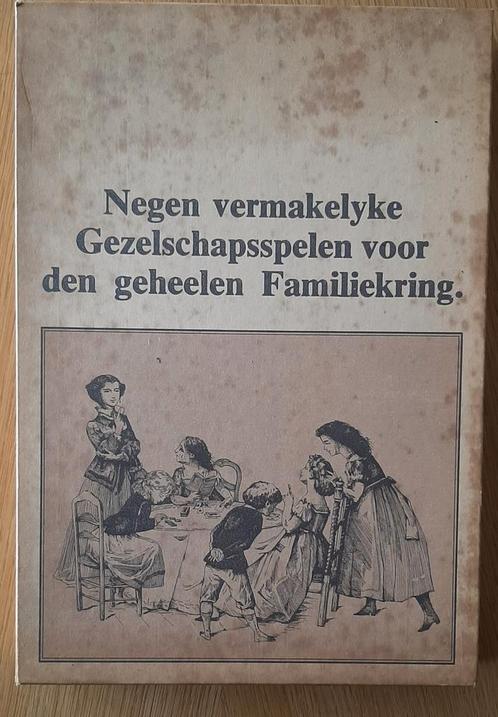 Negen vermakelyke
Gezelschapsspelen voor
den geheelen Familiekring.